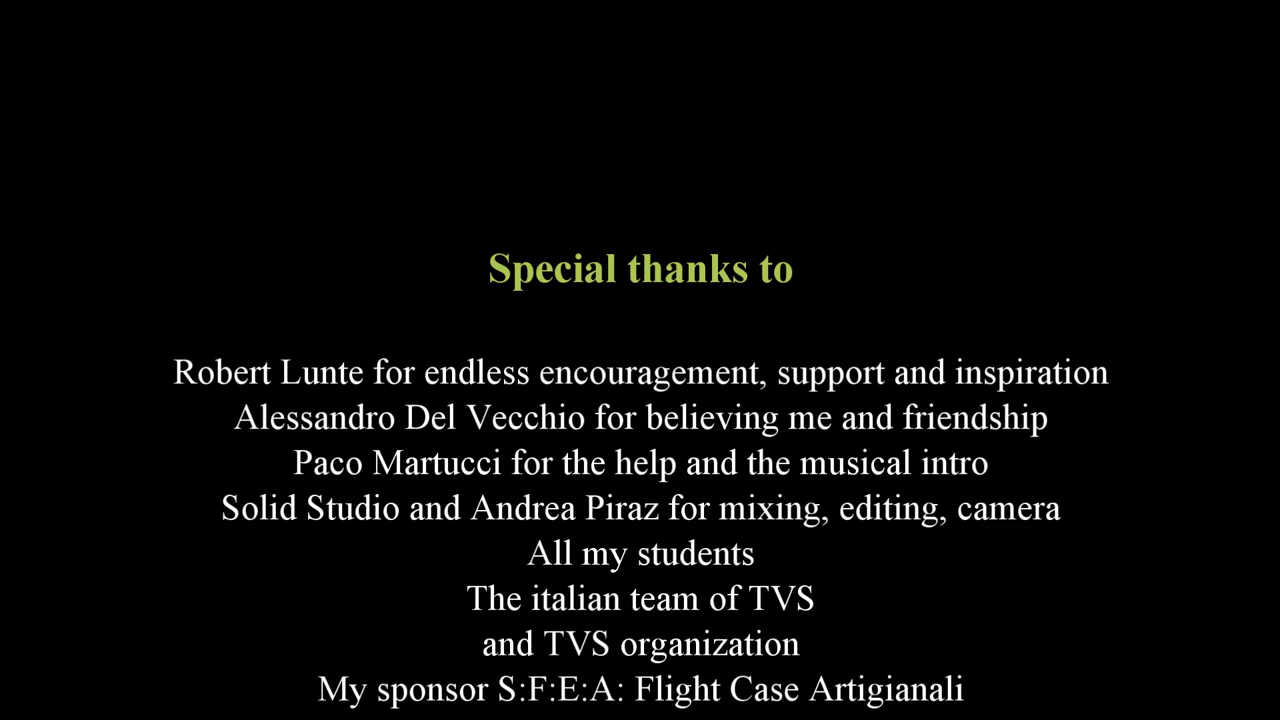 Special thanks to
Robert Lunte for endless encouragement, support and inspiration
Alessandro Del Vecchio for believing me and friendship
Paco Martucci for the help and the musical intro
Solid Studio and Andrea Piraz for mixing, editing, camera
All my students
The italian team of TVS
and TVS organization
My sponsor S:F:E:A: Flight Case Artigianali